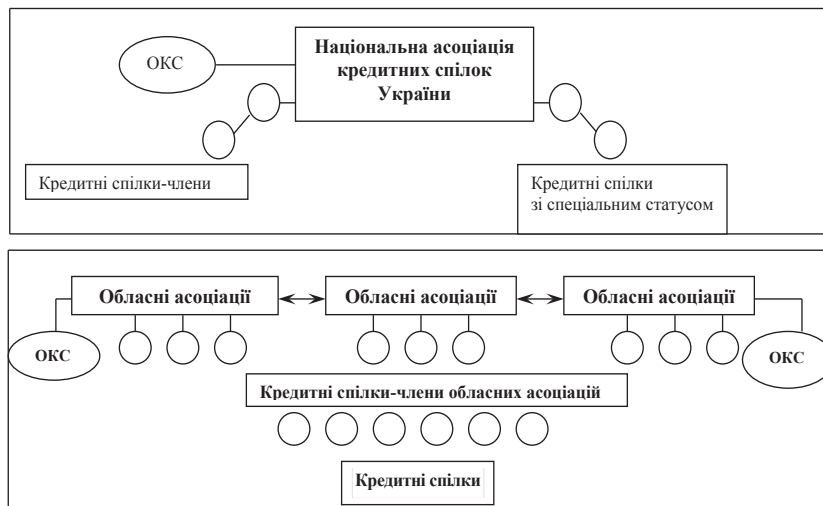 ОКС
Національна асоціація
кредитних спілок
України
Кредитні спілки-члени
Кредитні спілки
зі спеціальним статусом
Обласні асоціації
Обласні асоціації
Обласні асоціації
ОКС
ОКС
Кредитні спілки-члени обласних асоціацій
Кредитні спілки